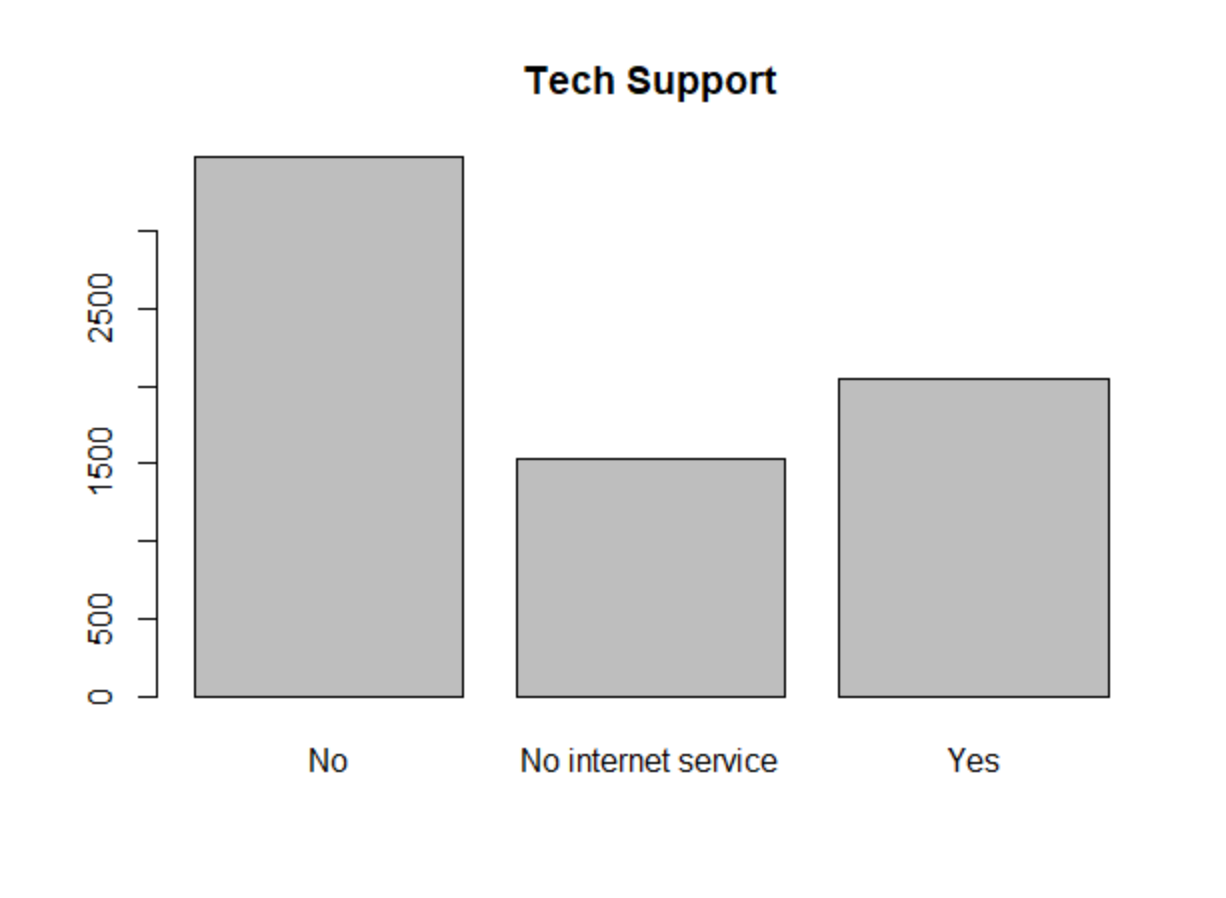 Tech Support
2500
1500
500
0
No No internet service Yes